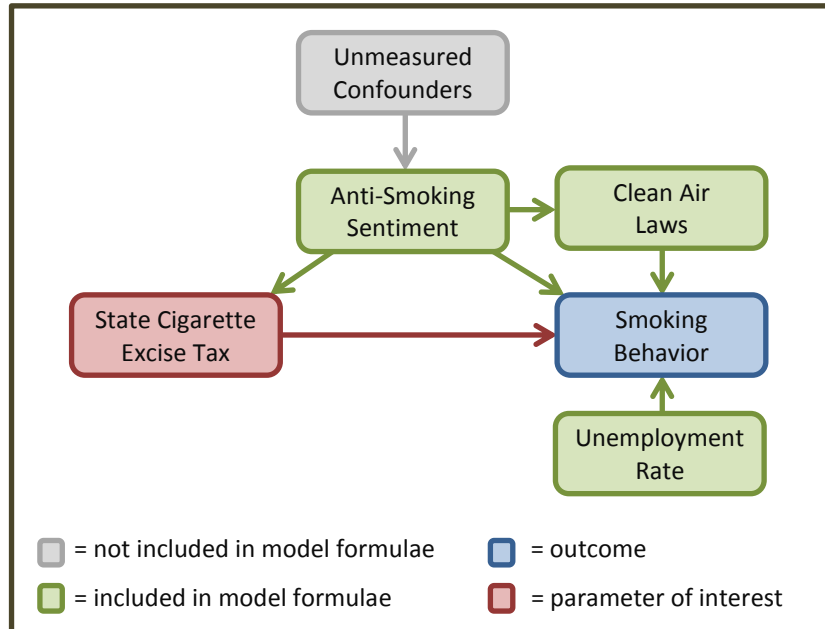 Unmeasured
Confounders
Anti-Smoking
Sentiment
Clean Air
Laws
State Cigarette
Excise Tax
Smoking
Behavior
Unemployment
Rate
= not included in model formulae
= outcome
= included in model formulae
= parameter of interest